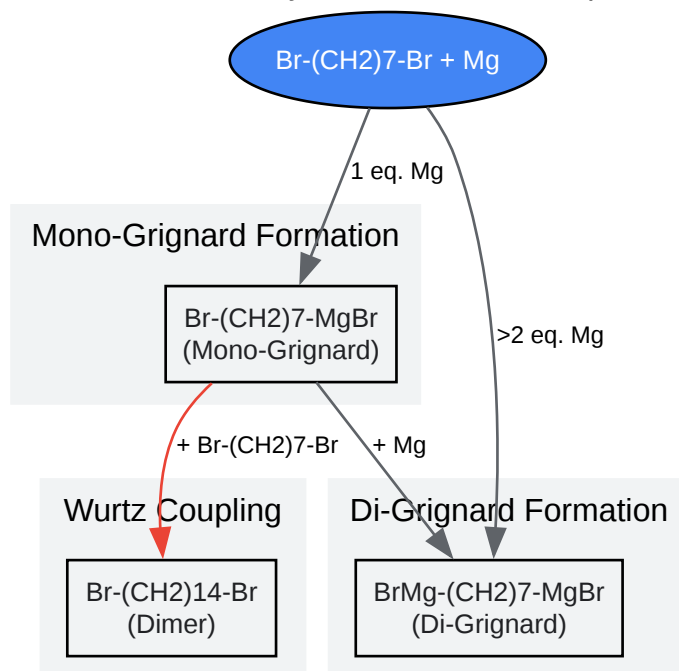 Br-(CH2)7-Br + Mg
1 eq. Mg
Mono-Grignard Formation
Br-(CH2)7-MgBr
(Mono-Grignard)
>2 eq. Mg
+ Br-(CH2)7-Br
+ Mg
Wurtz Coupling
Di-Grignard Formation
Br-(CH2)14-Br
(Dimer)
BrMg-(CH2)7-MgBr
(Di-Grignard)